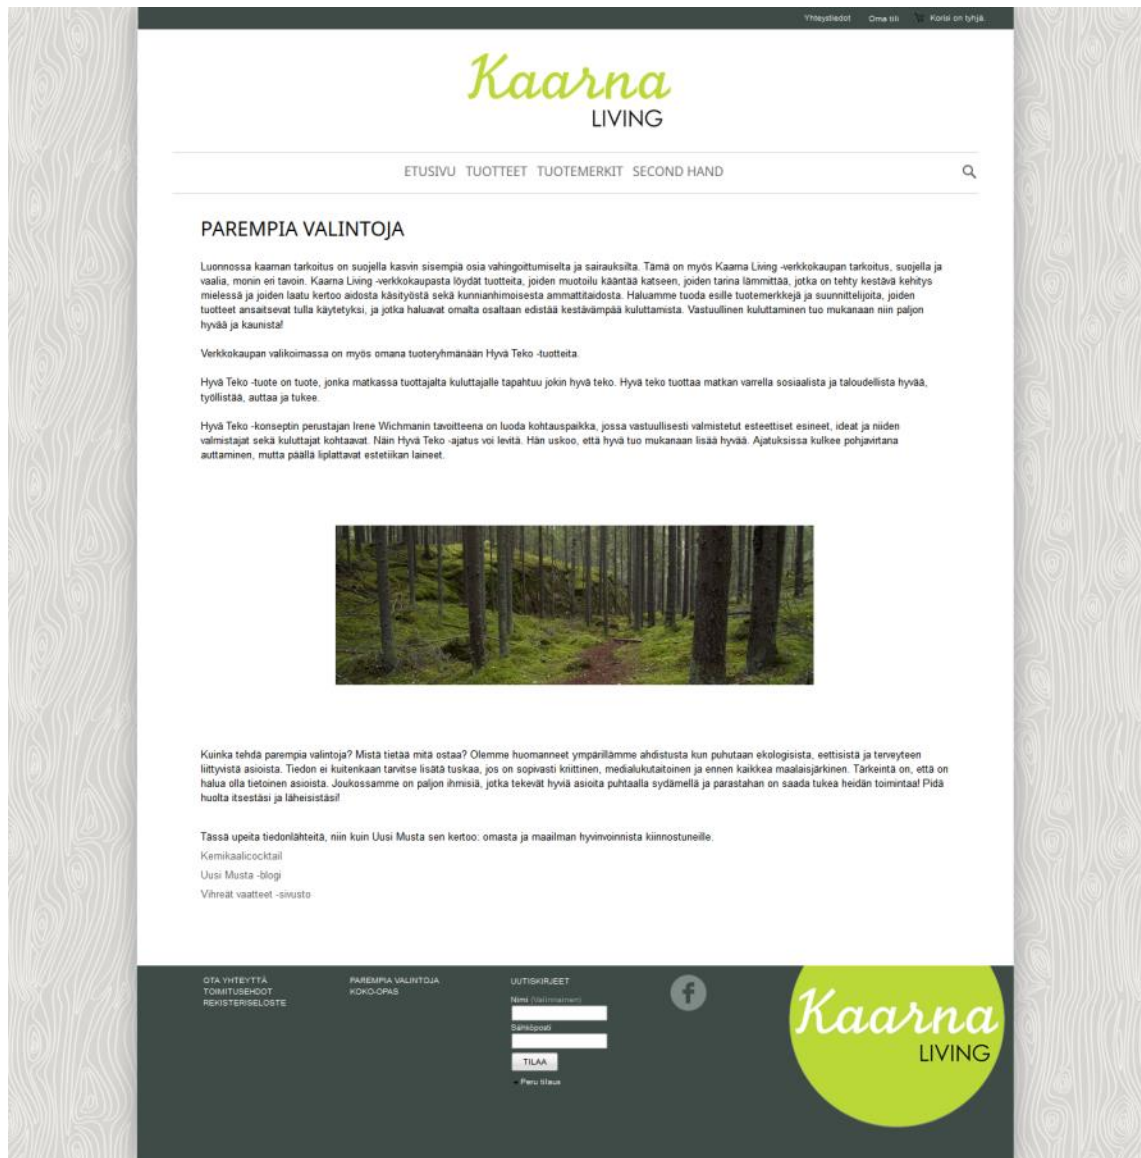 Yhteystiedot Oma tili Korisi on tyhjä.
Kaarna
LIVING
ETUSIVU TUOTTEET TUOTEMERKIT SECOND HAND
PAREMPIA VALINTOJA
Luonnossa kaarnan tarkoitus on suojella kasvin sisempiä osia vahingoittumiselta ja sairauksilta. Tämä on myös Kaarna Living -verkkokaupan tarkoitus, suojella ja
vaalia, monin eri tavoin. Kaarna Living -verkkokaupasta löydät tuotteita, joiden muotoilu kääntää katseen, joiden tarina lämmittää, jotka on tehty kestävä kehitys
mielessä ja joiden laatu kertoo aidosta käsityöstä sekä kunnianhimoisesta ammattitaidosta. Haluamme tuoda esille tuotemerkkejä ja suunnittelijoita, joiden
tuotteet ansaitsevat tulla käytetyksi, ja jotka haluavat omalta osaltaan edistää kestävämpää kuluttamista. Vastuullinen kuluttaminen tuo mukanaan niin paljon
hyvää ja kaunista!
Verkkokaupan valikoimassa on myös omana tuoteryhmänään Hyvä Teko -tuotteita.
Hyvä Teko -tuote on tuote, jonka matkassa tuottajalta kuluttajalle tapahtuu jokin hyvä teko. Hyvä teko tuottaa matkan varrella sosiaalista ja taloudellista hyvää,
työllistää, auttaa ja tukee.
Hyvä Teko -konseptin perustajan Irene Wichmanin tavoitteena on luoda kohtauspaikka, jossa vastuullisesti valmistetut esteettiset esineet, ideat ja niiden
valmistajat sekä kuluttajat kohtaavat. Näin Hyvä Teko -ajatus voi levitä. Hän uskoo, että hyvä tuo mukanaan lisää hyvää. Ajatuksissa kulkee pohjavirtana
auttaminen, mutta päällä liplattavat estetiikan laineet.
Kuinka tehdä parempia valintoja? Mistä tietää mitä ostaa? Olemme huomanneet ympärillämme ahdistusta kun puhutaan ekologisista, eettisistä ja terveyteen
liittyvistä asioista. Tiedon ei kuitenkaan tarvitse lisätä tuskaa, jos on sopivasti kriittinen, medialukutaitoinen ja ennen kaikkea maalaisjärkinen. Tärkeintä on, että on
halua olla tietoinen asioista. Joukossamme on paljon ihmisiä, jotka tekevät hyviä asioita puhtaalla sydämellä ja parastahan on saada tukea heidän toimintaa! Pidä
huolta itsestäsi ja läheisistäsi!
Tässä upeita tiedonlähteitä, niin kuin Uusi Musta sen kertoo: omasta ja maailman hyvinvoinnista kiinnostuneille.
Kemikaalicocktail
Uusi Musta -blogi
Vihreät vaatteet -sivusto
OTA YHTEYTTÄ
TOIMITUSEHDOT
REKISTERISELOSTE
PAREMPIA VALINTOJA
KOKO-OPAS
UUTISKIRJEET
Nimi (Valinnainen)
Sähköposti
TILAA
Peru tilaus
f
Kaarna
LIVING